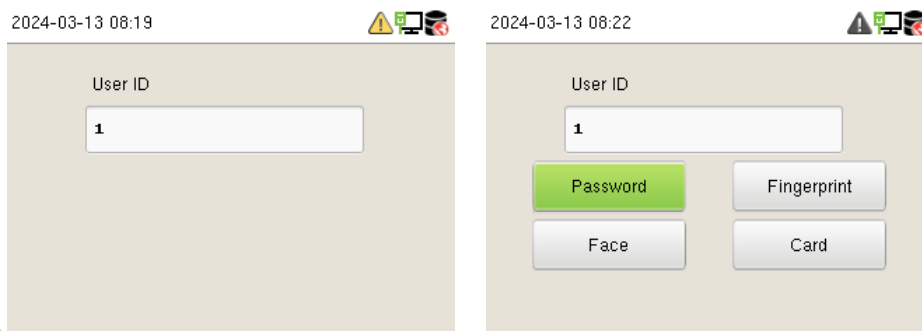 2024-03-13 08:19
User ID
1
2024-03-13 08:22
User ID
1
Password Fingerprint
Face Card